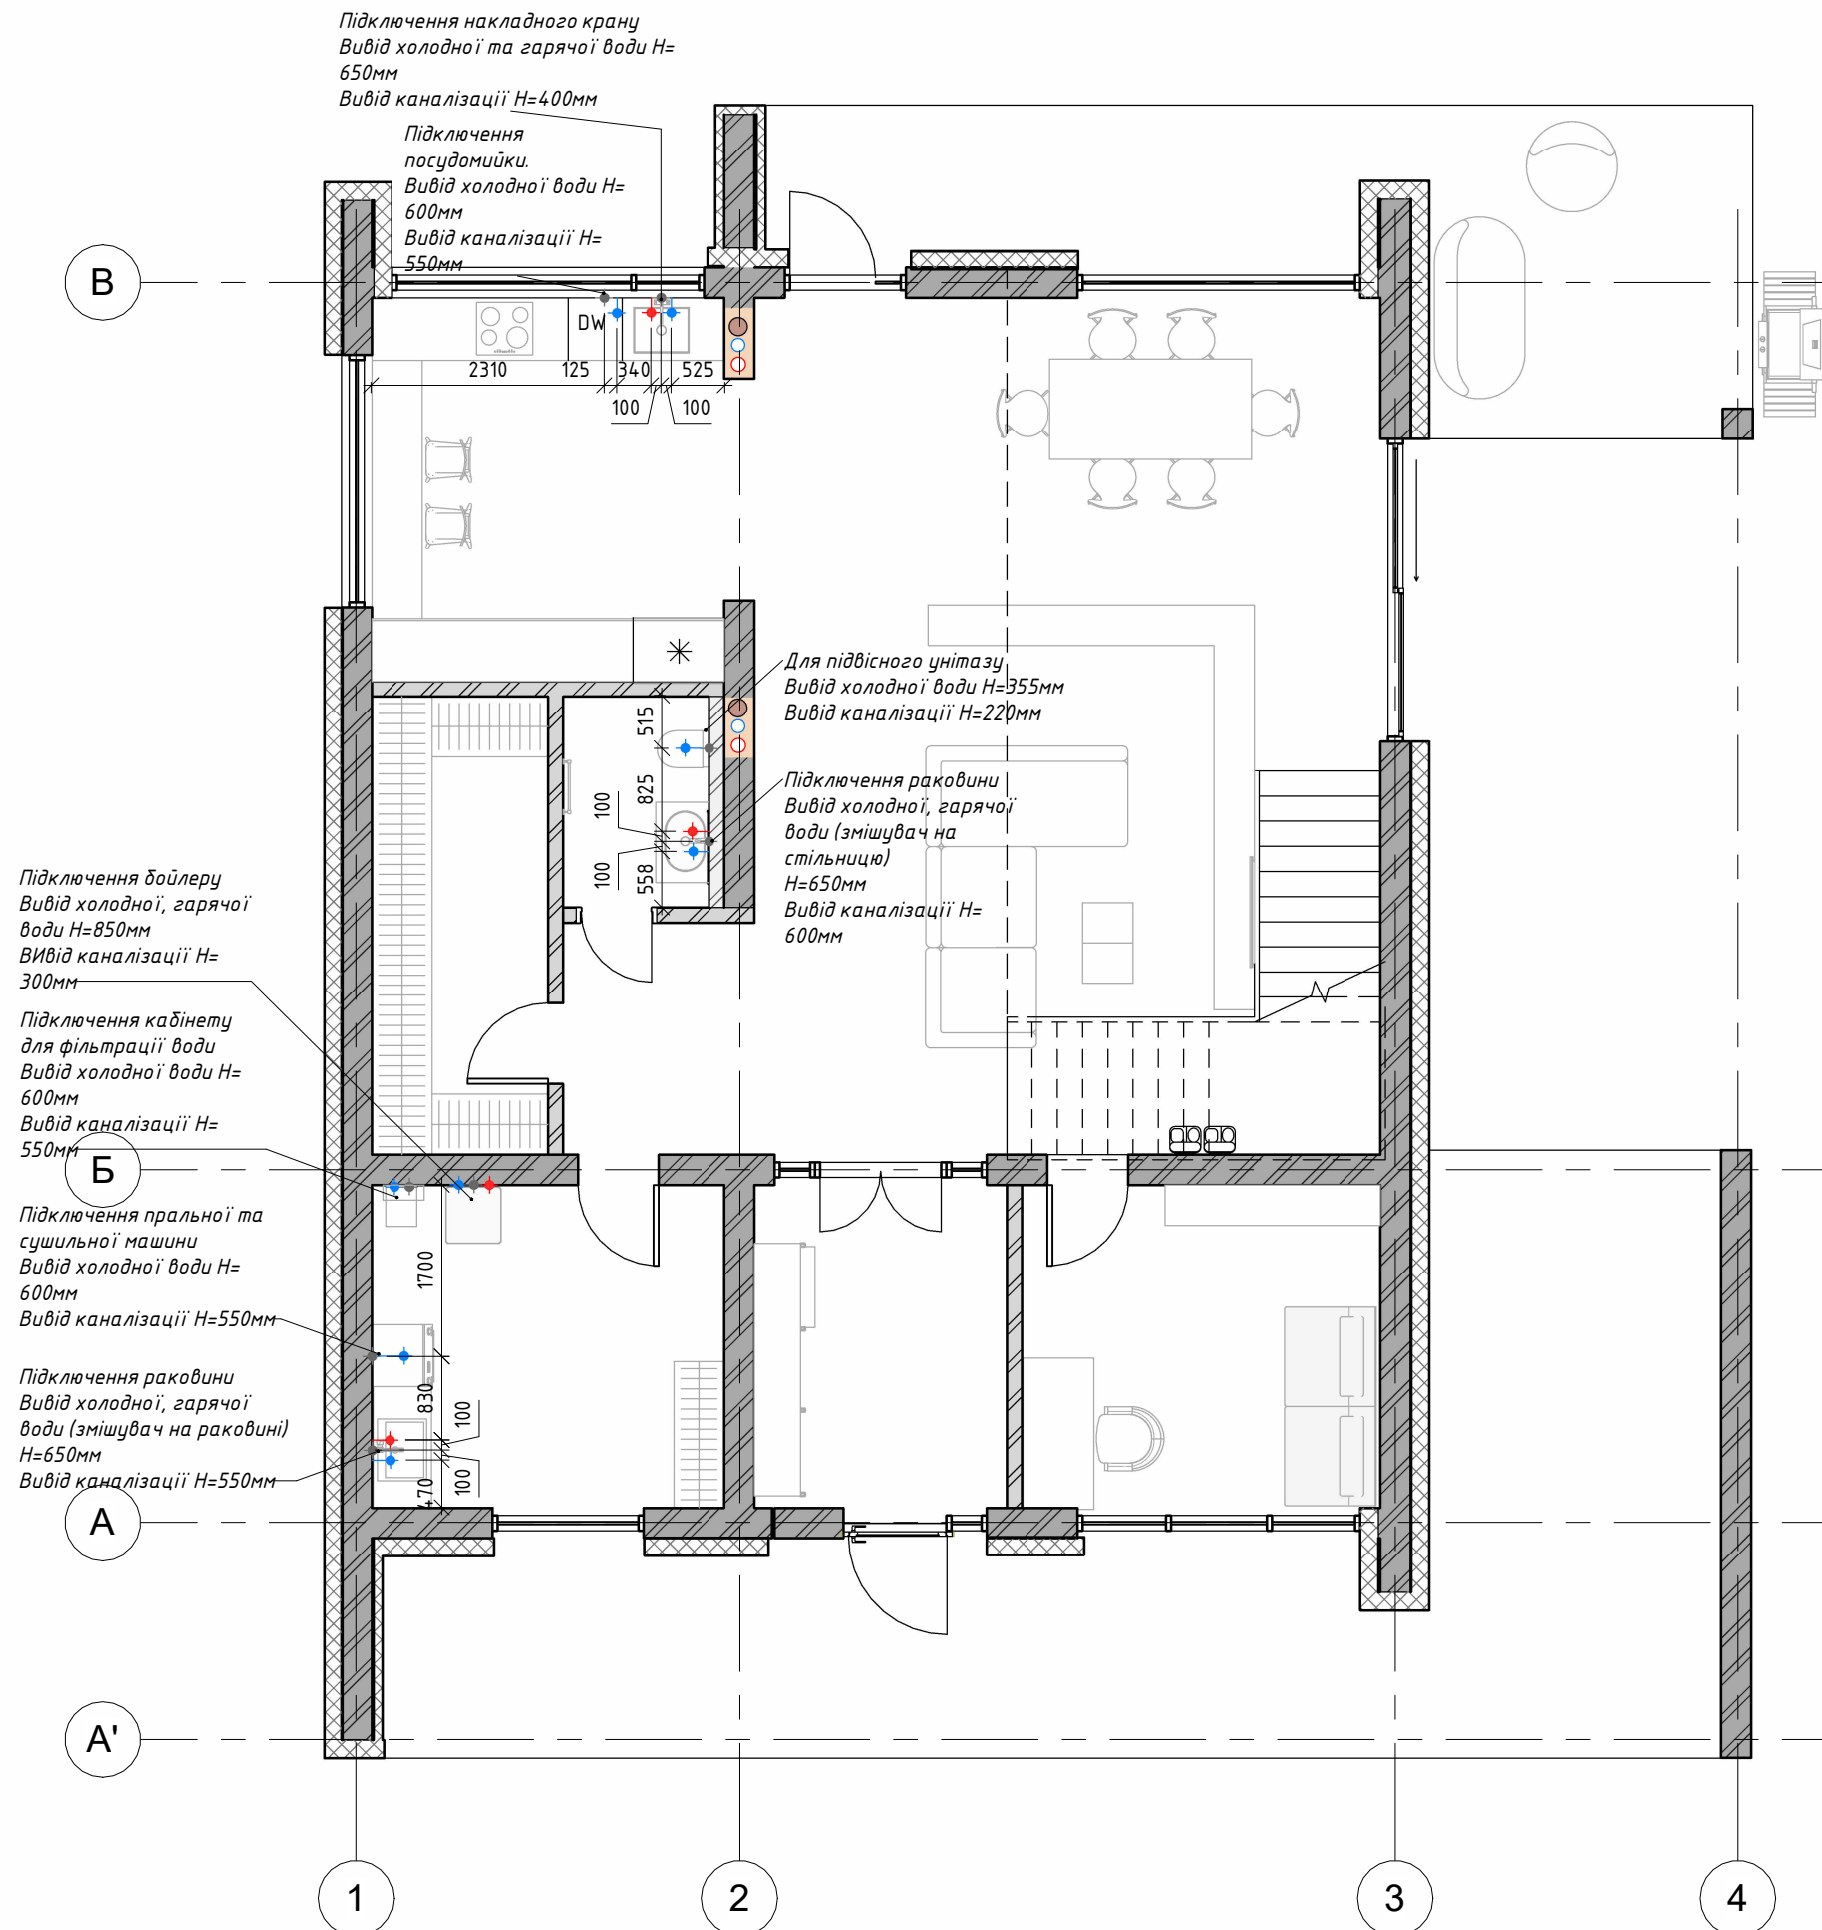 Підключення накладного крану
Вивід холодної та гарячої води Н=
650мм
Вивід каналізації Н=400мм
Підключення
посудомийки.
Вивід холодної води Н=
600мм
Вивід каналізації Н=
550мм
В
DW
2310
125
340
525
100
100
Для підвісного унітазу
Вивід холодної води Н=355мм
Вивід каналізації Н=220мм
515
825
100
100
558
Підключення раковини
Вивід холодної, гарячої
води (змішувач на
стільницю)
Н=650мм
Вивід каналізації Н=
600мм
Підключення бойлеру
Вивід холодної, гарячої
води Н=850мм
ВИвід каналізації Н=
300мм
Підключення кабінету
для фільтрації води
Вивід холодної води Н=
600мм
Вивід каналізації Н=
550мм
Б
Підключення пральної та
сушильної машини
Вивід холодної води Н=
600мм
Вивід каналізації Н=550мм
1700
830
100
100
470
Підключення раковини
Вивід холодної, гарячої
води (змішувач на раковині)
Н=650мм
Вивід каналізації Н=550мм
А
А'
1
2
3
4